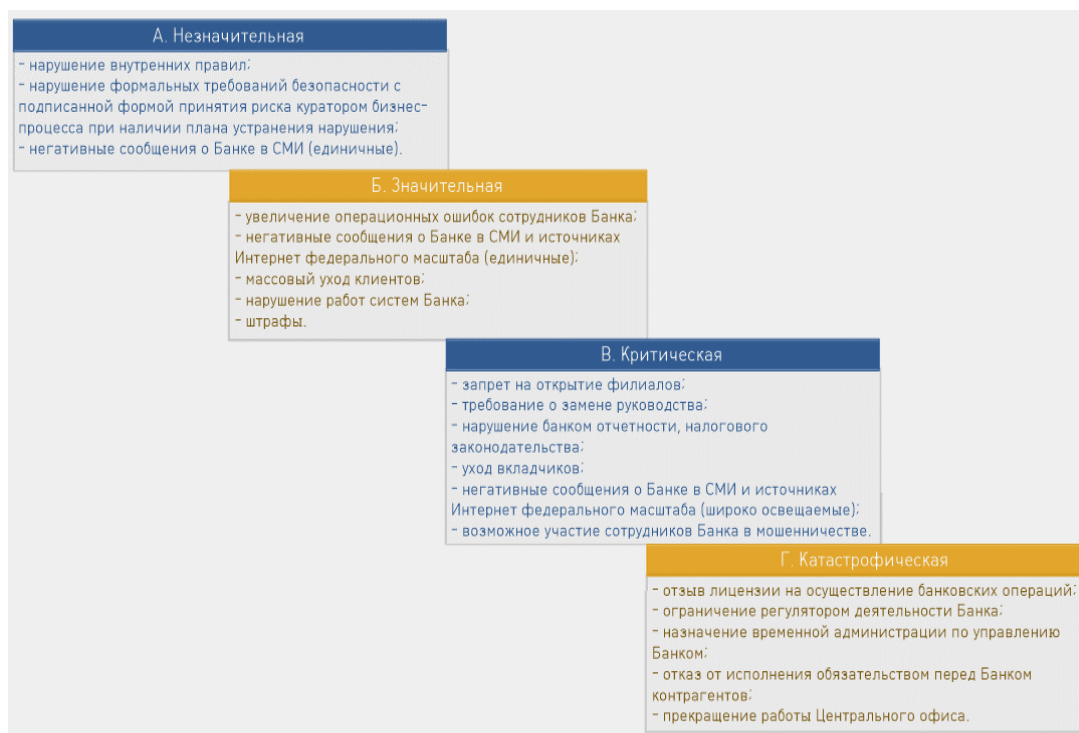 А. Незначительная
- нарушение внутренних правил;
- нарушение формальных требований безопасности с
подписанной формой принятия риска куратором бизнес-
процесса при наличии плана устранения нарушения;
- негативные сообщения о Банке в СМИ (единичные).
Б. Значительная
- увеличение операционных ошибок сотрудников Банка;
- негативные сообщения о Банке в СМИ и источниках
Интернет федерального масштаба (единичные);
- массовый уход клиентов;
- нарушение работ систем Банка;
- штрафы.
В. Критическая
- запрет на открытие филиалов;
- требование о замене руководства;
- нарушение банком отчетности, налогового
законодательства;
- уход вкладчиков;
- негативные сообщения о Банке в СМИ и источниках
Интернет федерального масштаба (широко освещаемые);
- возможное участие сотрудников Банка в мошенничестве.
Г. Катастрофическая
- отзыв лицензии на осуществление банковских операций;
- ограничение регулятором деятельности Банка;
- назначение временной администрации по управлению
Банком;
- отказ от исполнения обязательством перед Банком
контрагентов;
- прекращение работы Центрального офиса.